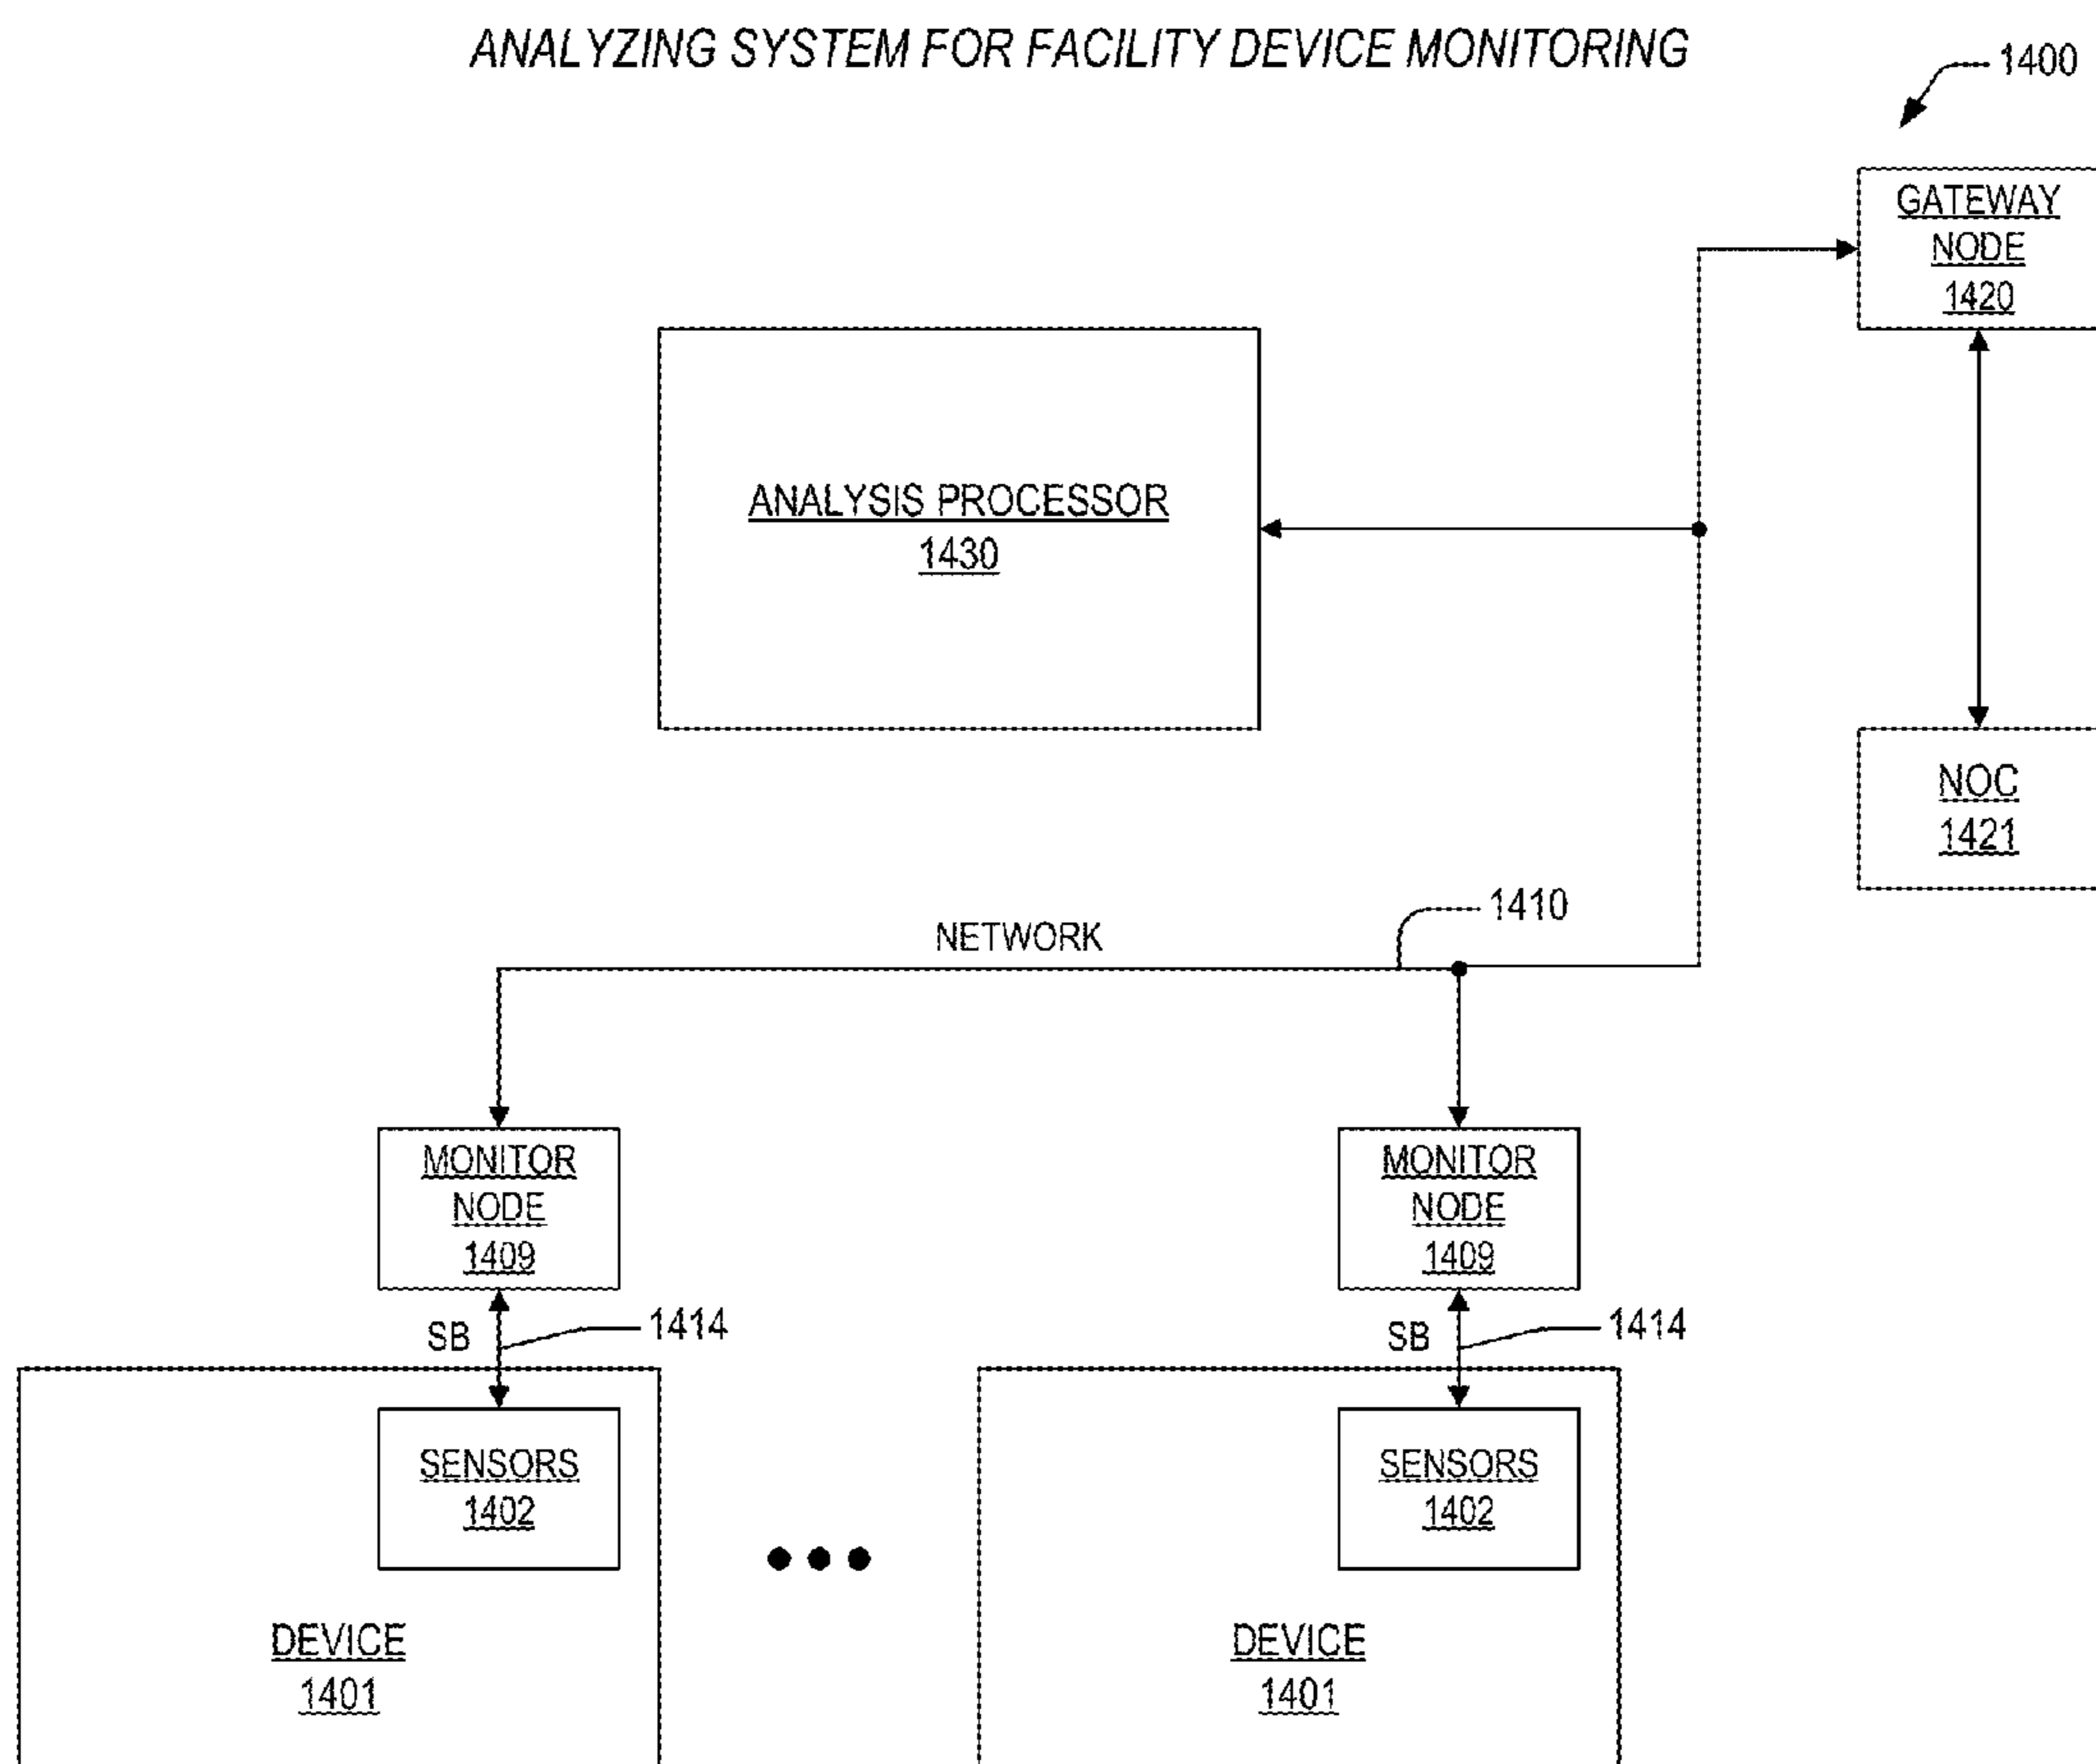 ANALYZING SYSTEM FOR FACILITY DEVICE MONITORING
1400
GATEWAY
NODE
1420
ANALYSIS PROCESSOR
1430
NOC
1421
1410
NETWORK
MONITOR
NODE
1409
MONITOR
NODE
1409
SB
1414
SB
1414
SENSORS
1402
SENSORS
1402
DEVICE
1401
DEVICE
1401